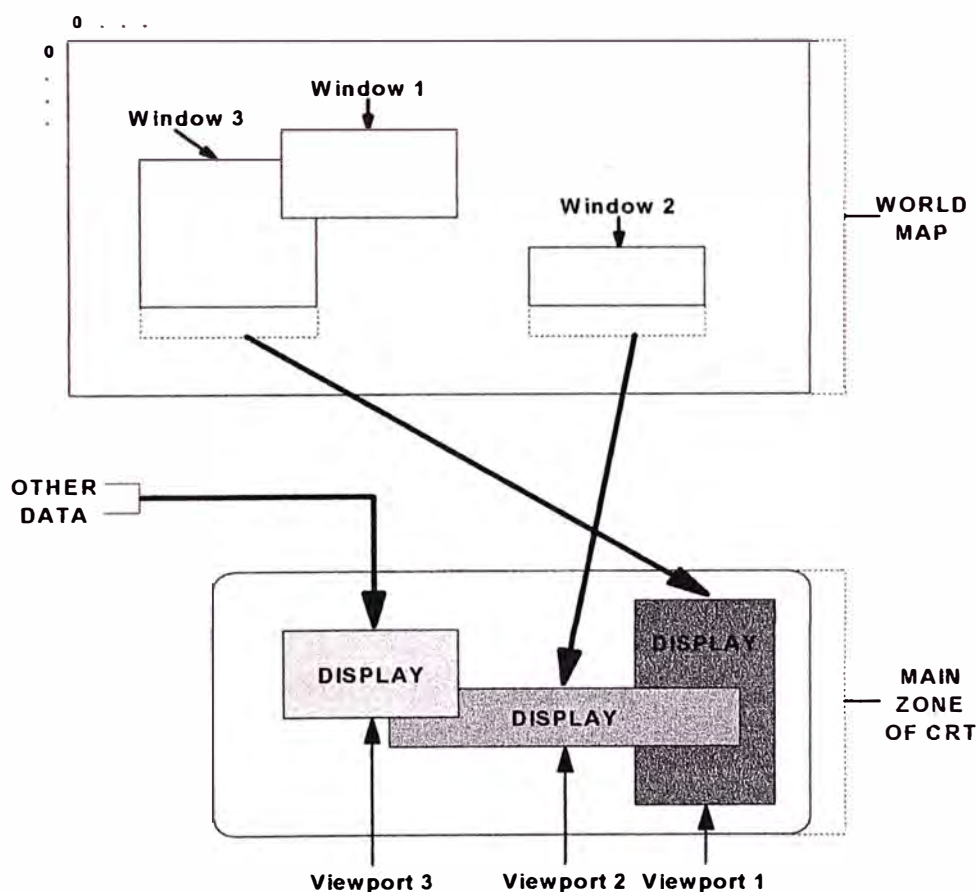 0 . . .
0
.
.
.
Window 1
Window 3
Window 2
WORLD
MAP
OTHER
DATA
DISPLAY
DISPLAY
DISPLAY
MAIN
ZONE
OF CRT
Viewport 3
Viewport 2
Viewport 1